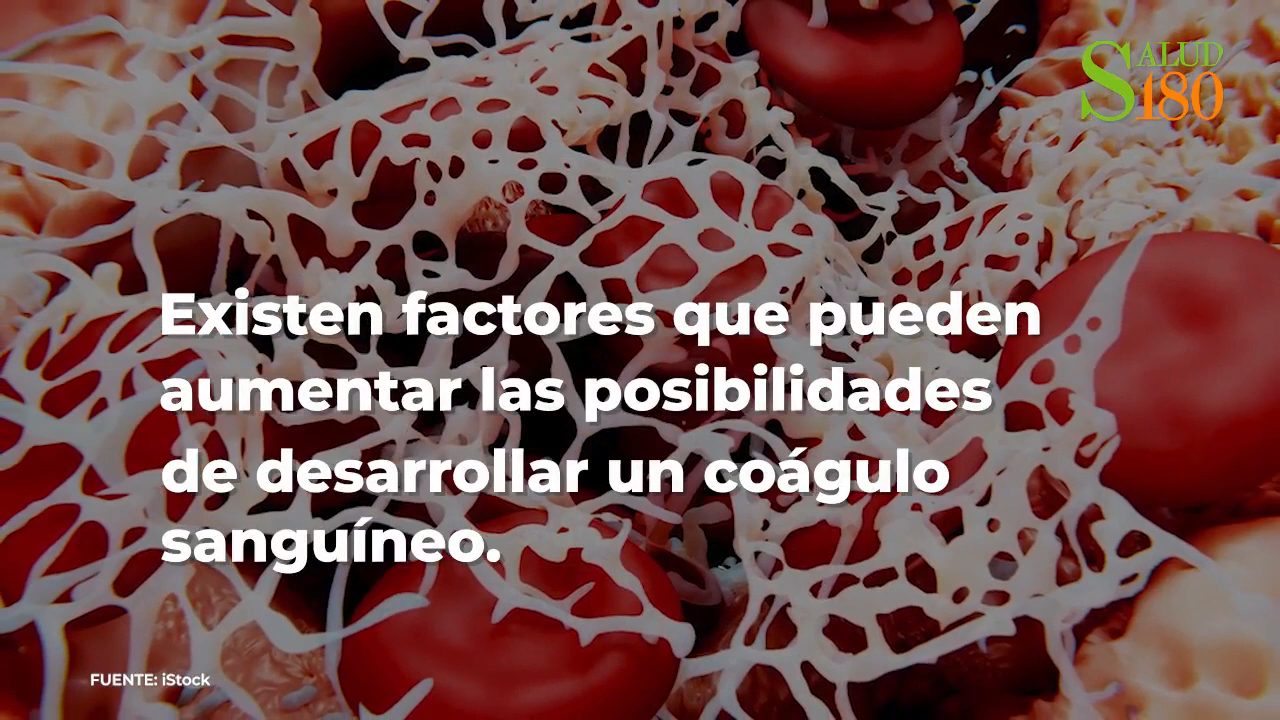 SALUD
180
Existen factores que pueden
aumentar las posibilidades
de desarrollar un coágulo
sanguíneo.
FUENTE: iStock